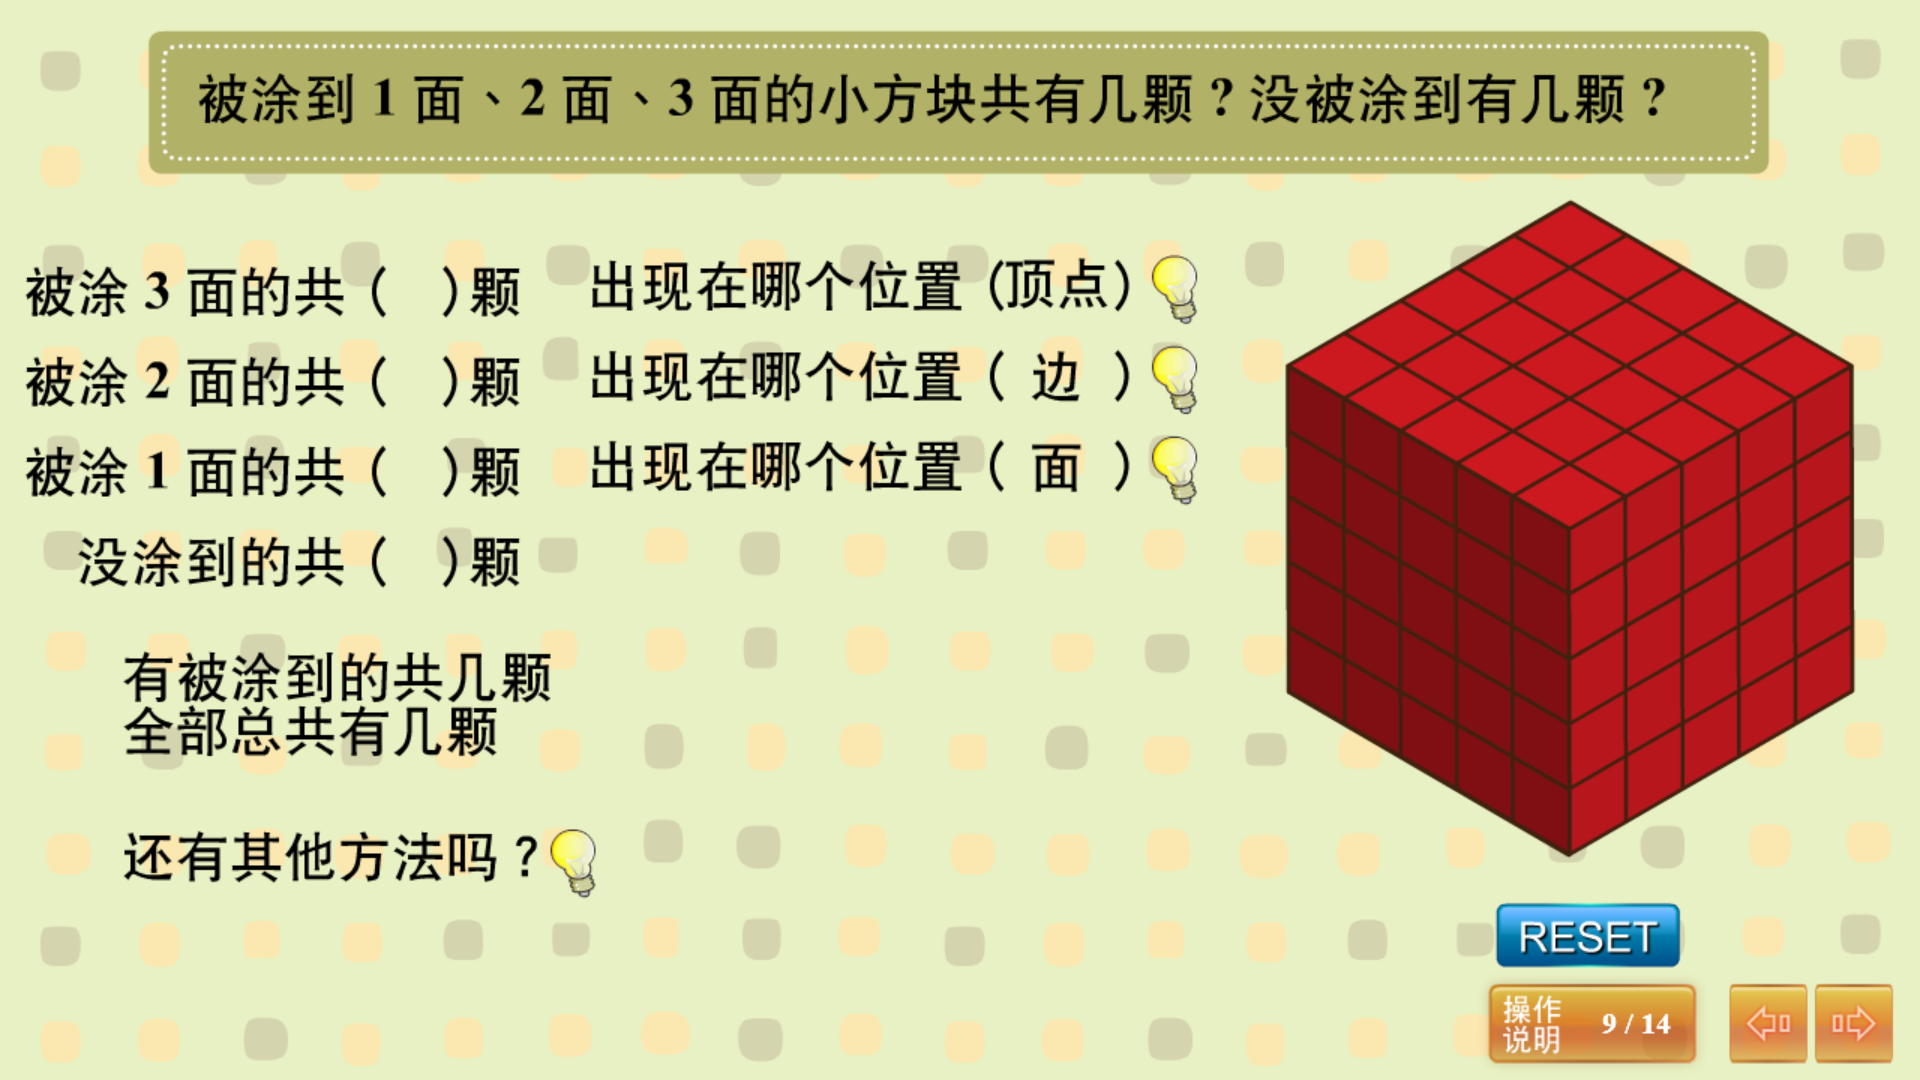 被涂到 1 面、2 面、3 面的小方块共有几颗？没被涂到有几颗？
被涂 3 面的共（　）颗　出现在哪个位置（顶点）
被涂 2 面的共（　）颗　出现在哪个位置（ 边 ）
被涂 1 面的共（　）颗　出现在哪个位置（ 面 ）
没涂到的共（　）颗
有被涂到的共几颗
全部总共有几颗
还有其他方法吗？
RESET
操作
说明
9 / 14